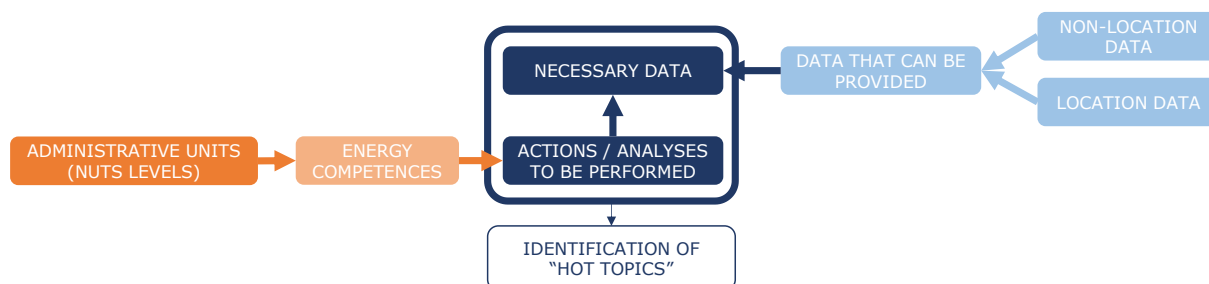 ADMINISTRATIVE UNITS
(NUTS LEVELS)
ENERGY
COMPETENCES
NECESSARY DATA
ACTIONS / ANALYSES
TO BE PERFORMED
IDENTIFICATION OF
“HOT TOPICS”
DATA THAT CAN BE
PROVIDED
NON-LOCATION
DATA
LOCATION DATA